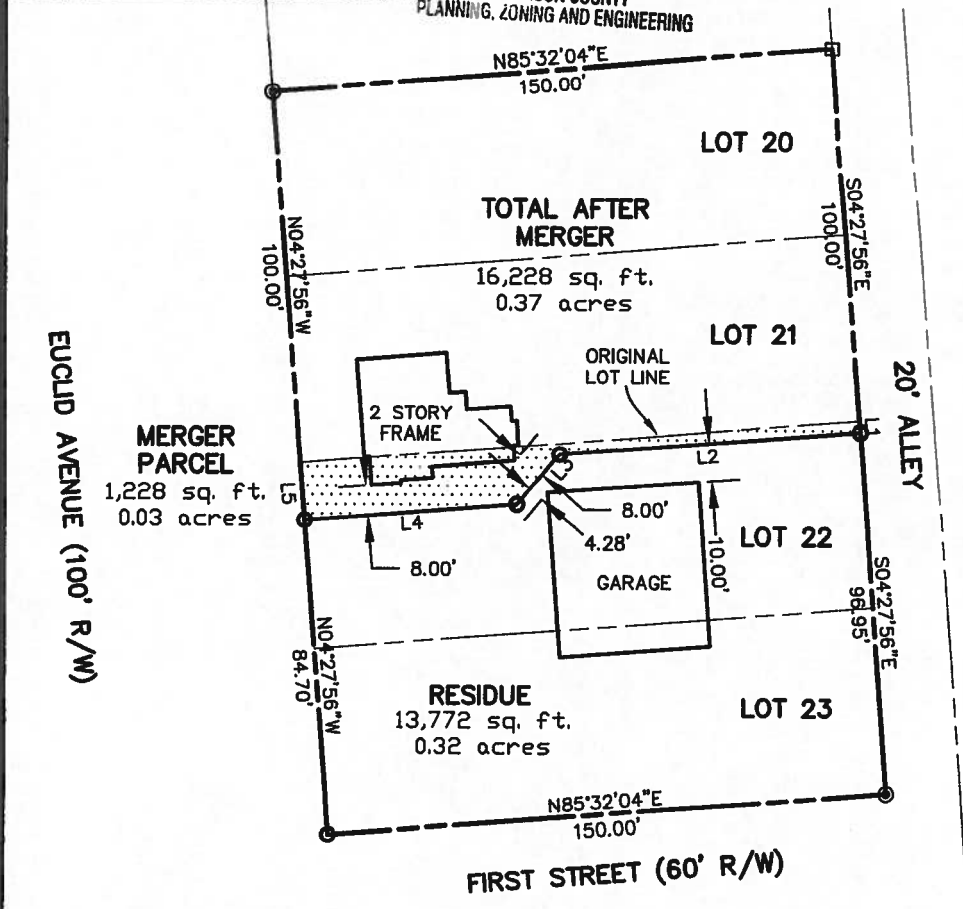 COUNTY
PLANNING, ZONING AND ENGINEERING
N85°32'04"E
150.00'
LOT 20
TOTAL AFTER
MERGER
16,228 sq. ft.
0.37 acres
N04°27'56"W
100.00'
S04°27'56"E
100.00'
LOT 21
ORIGINAL
LOT LINE
2 STORY
FRAME
MERGER
PARCEL
1,228 sq. ft.
0.03 acres
EUCLID AVENUE (100' R/W)
20' ALLEY
L5
L4
L3
L2
L1
8.00'
8.00'
4.28'
10.00'
LOT 22
GARAGE
S04°27'56"E
96.95'
N04°27'56"W
84.70'
RESIDUE
13,772 sq. ft.
0.32 acres
LOT 23
N85°32'04"E
150.00'
FIRST STREET (60' R/W)